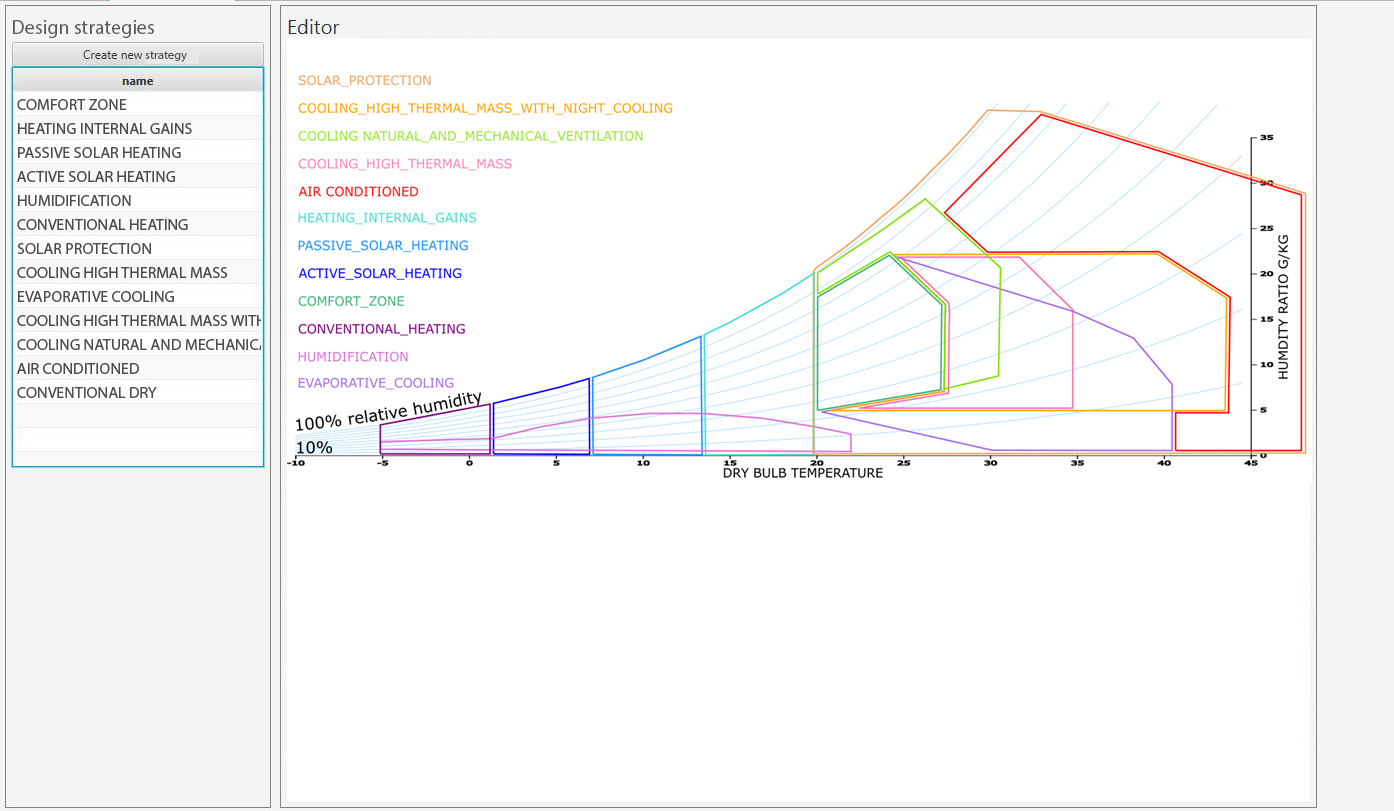 Design strategies
Create new strategy
name
COMFORT ZONE
HEATING INTERNAL GAINS
PASSIVE SOLAR HEATING
ACTIVE SOLAR HEATING
HUMIDIFICATION
CONVENTIONAL HEATING
SOLAR PROTECTION
COOLING HIGH THERMAL MASS
EVAPORATIVE COOLING
COOLING HIGH THERMAL MASS WITH
COOLING NATURAL AND MECHANICA
AIR CONDITIONED
CONVENTIONAL DRY
Editor
SOLAR_PROTECTION
COOLING_HIGH_THERMAL_MASS_WITH_NIGHT_COOLING
COOLING NATURAL_AND_MECHANICAL_VENTILATION
COOLING_HIGH_THERMAL_MASS
AIR CONDITIONED
HEATING_INTERNAL_GAINS
PASSIVE_SOLAR_HEATING
ACTIVE_SOLAR_HEATING
COMFORT_ZONE
CONVENTIONAL_HEATING
HUMIDIFICATION
EVAPORATIVE_COOLING
100% relative humidity
10%
35
30
25
20
15
10
5
0
HUMDITY RATIO G/KG
-10 -5 0 5 10 15 20 25 30 35 40 45
DRY BULB TEMPERATURE